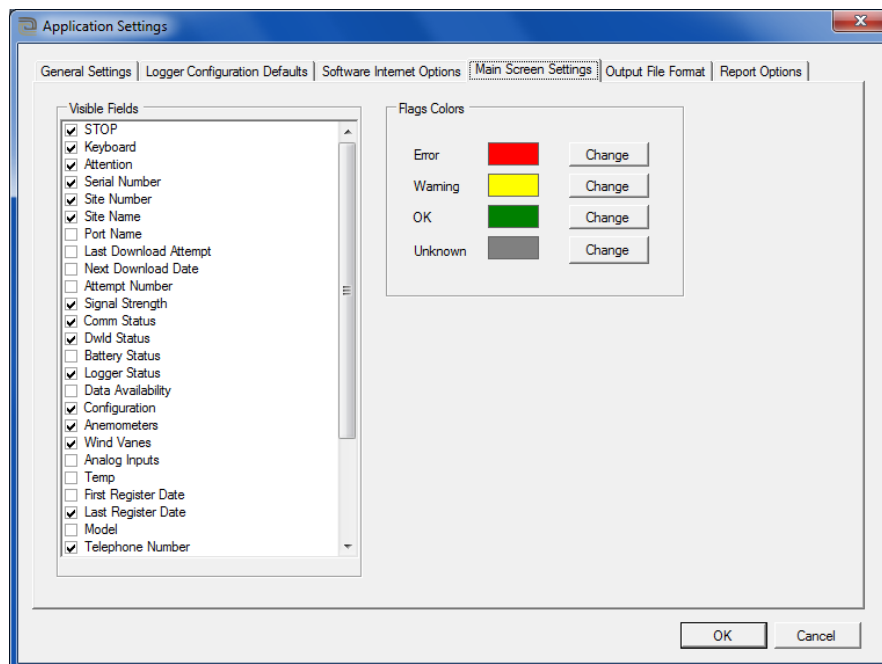 Application Settings
General Settings Logger Configuration Defaults Software Internet Options Main Screen Settings Output File Format Report Options
Visible Fields
STOP
Keyboard
Attention
Serial Number
Site Number
Site Name
Port Name
Last Download Attempt
Next Download Date
Attempt Number
Signal Strength
Comm Status
Dwld Status
Battery Status
Logger Status
Data Availability
Configuration
Anemometers
Wind Vanes
Analog Inputs
Temp
First Register Date
Last Register Date
Model
Telephone Number
Flags Colors
Error Change
Warning Change
OK Change
Unknown Change
OK Cancel